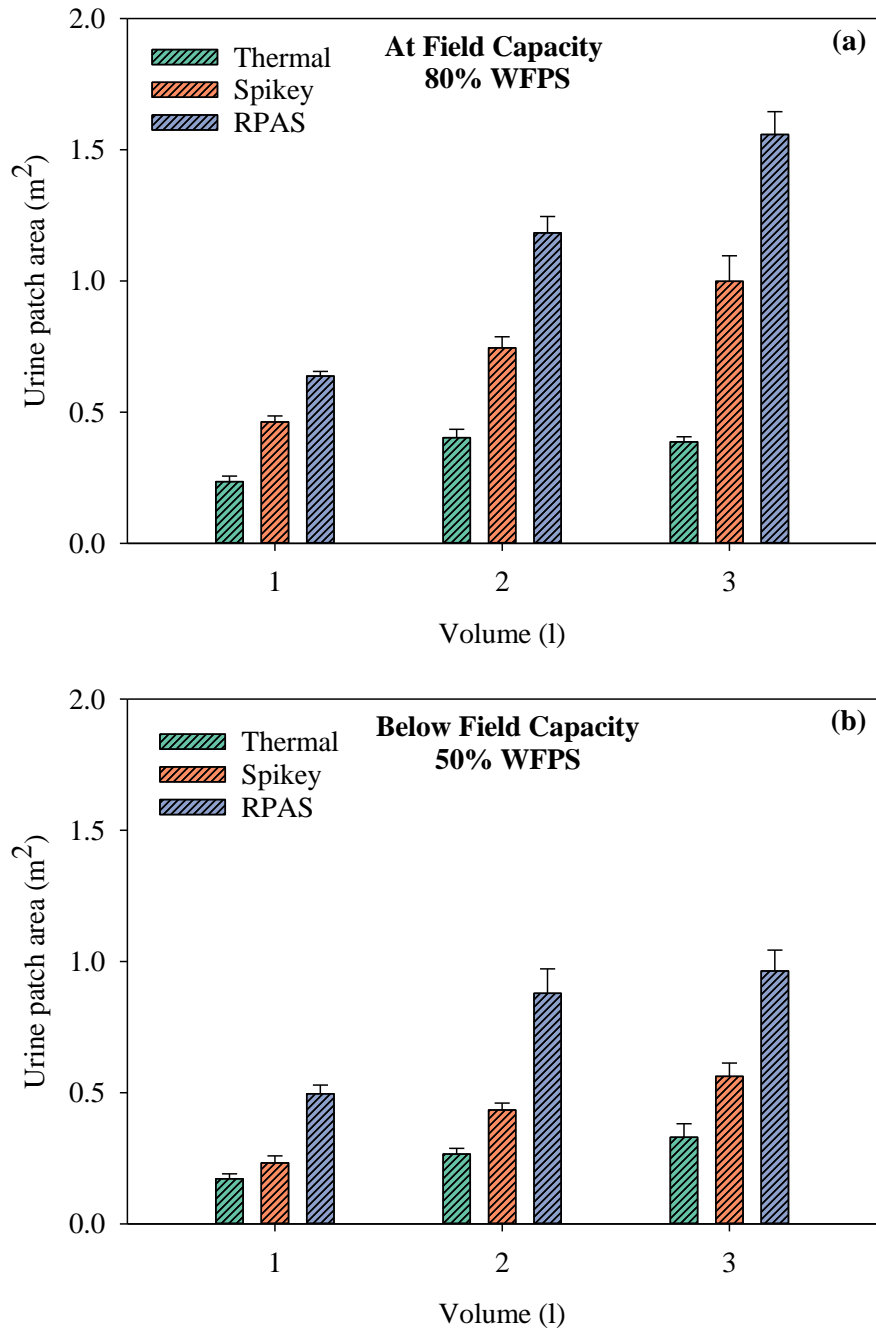 2.0
1.5
1.0
0.5
0.0
Urine patch area (m²)
Thermal
Spikey
RPAS
At Field Capacity
80% WFPS
(a)
1 2 3
Volume (l)
2.0
1.5
1.0
0.5
0.0
Urine patch area (m²)
Thermal
Spikey
RPAS
Below Field Capacity
50% WFPS
(b)
1 2 3
Volume (l)